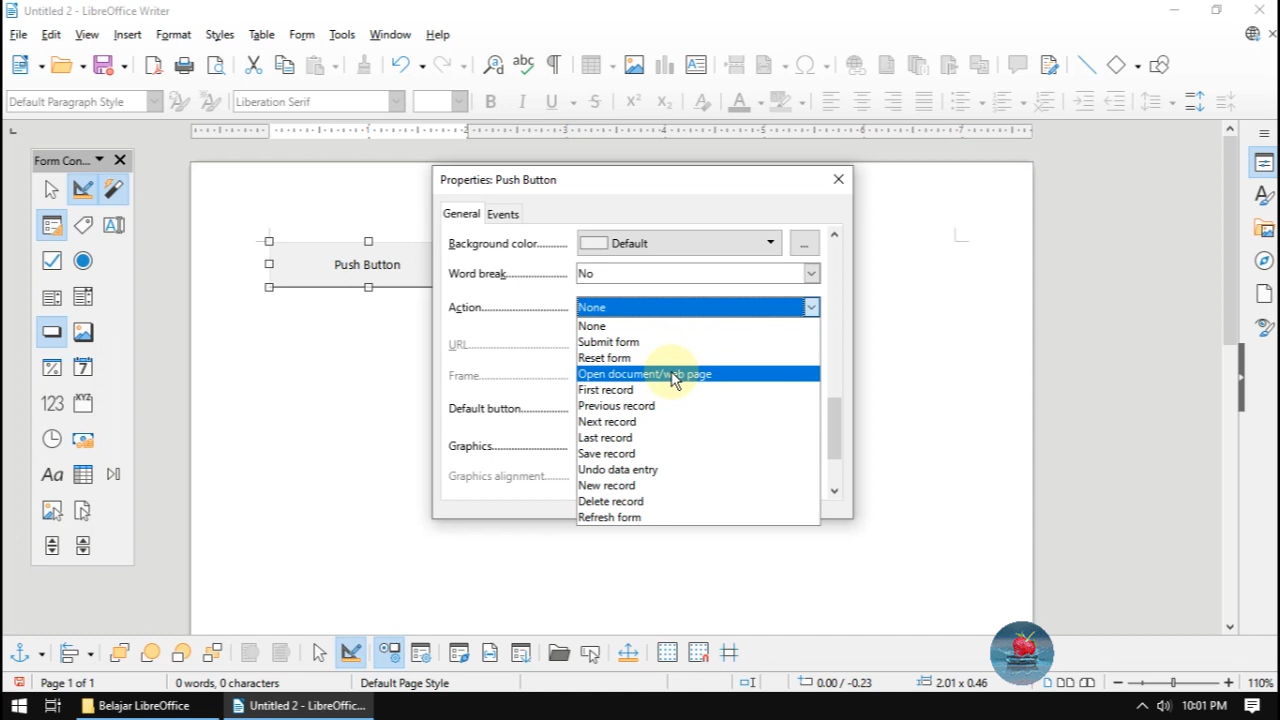 Untitled 2 - LibreOffice Writer
File Edit View Insert Format Styles Table Form Tools Window Help
Default Paragraph Style Liberation Serif
Form Con...
Properties: Push Button
General Events
Background color............ Default ...
Word break................................ No
Action........................................ None
Push Button
None
Submit form
URL
Reset form
Frame
Open document/web page
First record
Default button
Previous record
Next record
Last record
Graphics
Save record
Undo data entry
Graphics alignment
New record
Delete record
Refresh form
Page 1 of 1 0 words, 0 characters Default Page Style 0.00 / -0.23 2.01 x 0.46 110%
Belajar LibreOffice Untitled 2 - LibreOffic... 10:01 PM